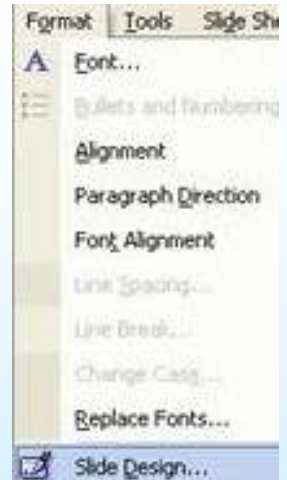 Format Tools Slide Sh
A Font...
Bullets and Numbering
Alignment
Paragraph Direction
Font Alignment
Line Spacing...
Line Break...
Change Case...
Replace Fonts...
Slide Design...